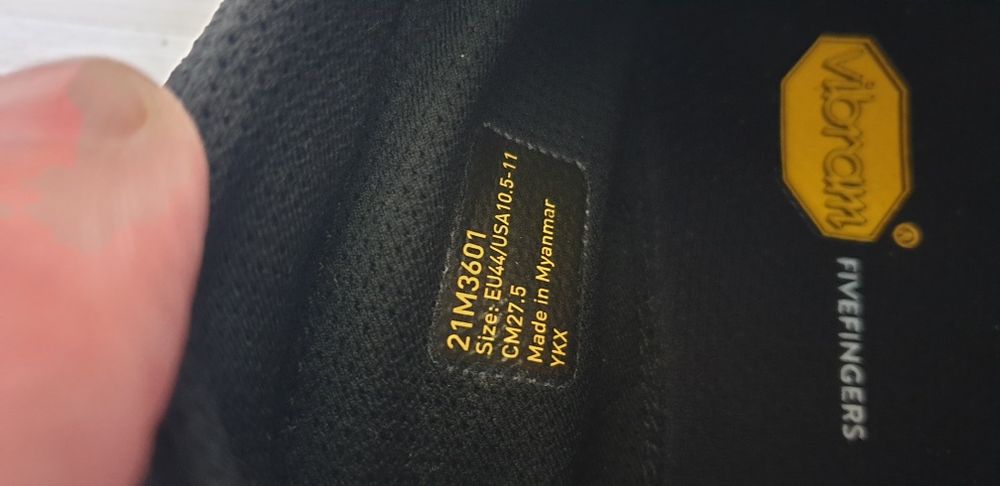 21M3601
Size: EU44/USA10.5-11
CM27.5
Made in Myanmar
YKX
Vibram®
FIVEFINGERS